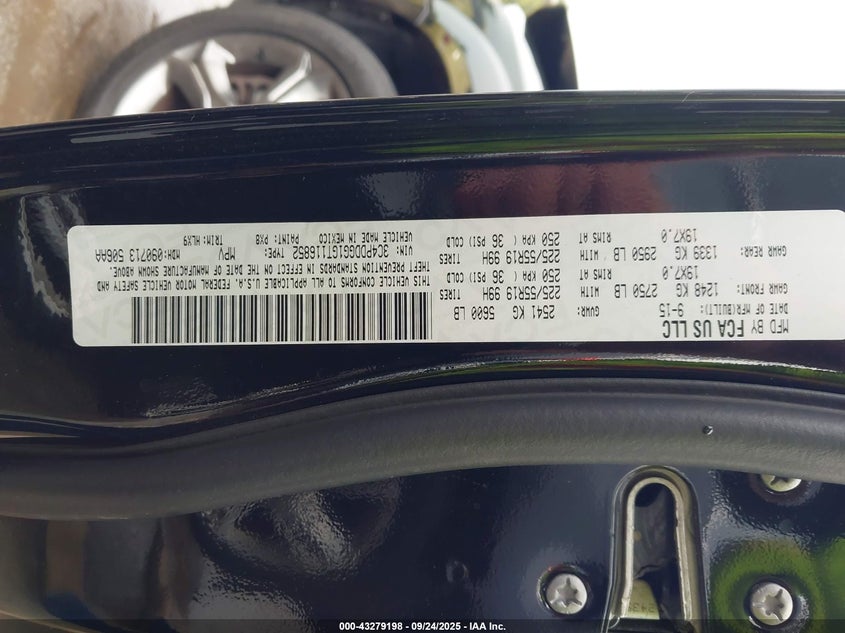 MFD BY FCA US LLC
DATE OF MFR(BUILT): 9-15 GVWR: 2541 KG 5600 LB
GAWR FRONT: 1248 KG 2750 LB WITH 225/55R19 99H TIRES
19X7.0 RIMS AT 250 KPA ( 36 PSI) COLD
GAWR REAR: 1339 KG 2950 LB WITH 225/55R19 99H TIRES
19X7.0 RIMS AT 250 KPA ( 36 PSI) COLD
THIS VEHICLE CONFORMS TO ALL APPLICABLE U.S.A. FEDERAL MOTOR VEHICLE SAFETY AND
THEFT PREVENTION STANDARDS IN EFFECT ON THE DATE OF MANUFACTURE SHOWN ABOVE.
VIN: 3C4PDDGG1GT116852 TYPE: MPV MDH: 090713 506AA
VEHICLE MADE IN MEXICO PAINT: PX8 TRIM: HLX9
000-43279198 - 09/24/2025 - IAA Inc.